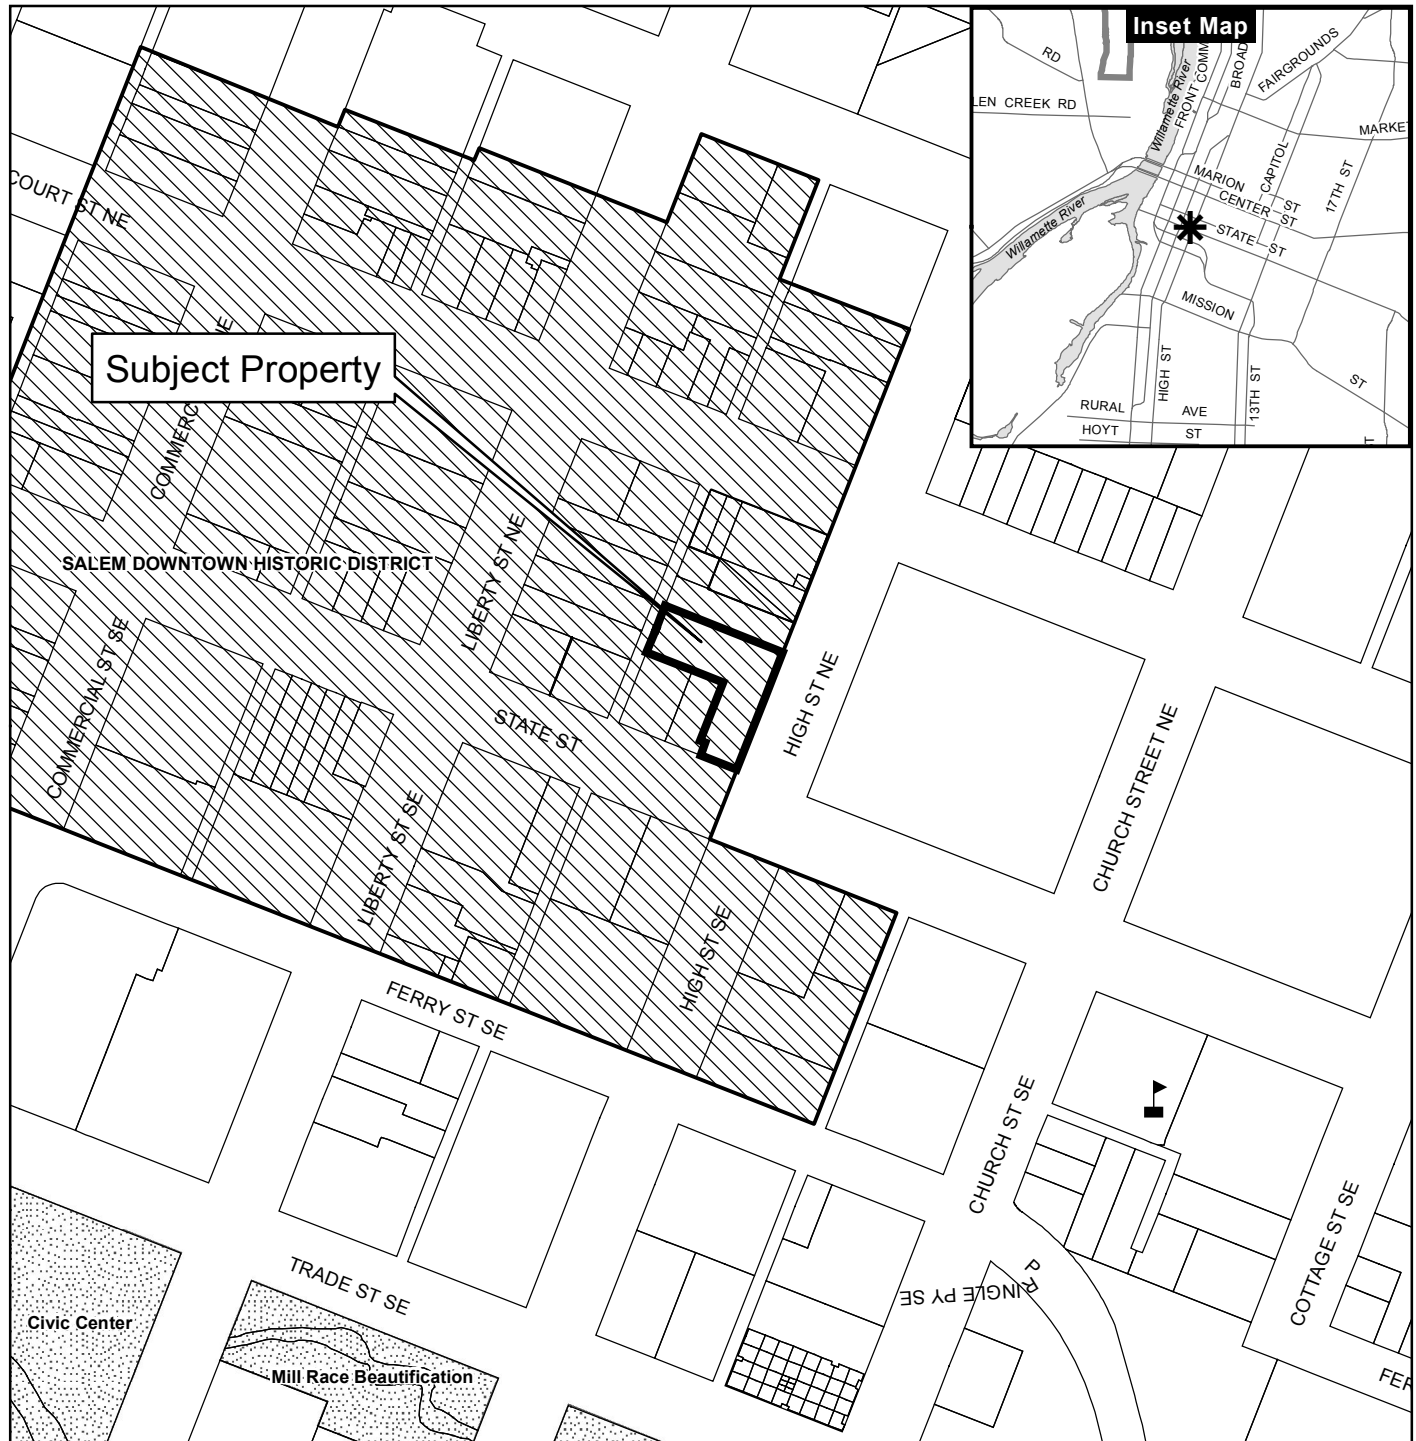 Inset Map
RD
LEN CREEK RD
Willamette River
FRONT
COMM
BROAD
FAIRGROUNDS
MARKET
CAPITOL
17TH ST
MARION ST
CENTER ST
STATE ST
Willamette River
MISSION
ST
HIGH ST
13TH ST
RURAL AVE
HOYT ST
COURT ST NE
Subject Property
COMMERC
NE
SALEM DOWNTOWN HISTORIC DISTRICT
LIBERTY ST NE
COMMERCIAL ST SE
STATE ST
HIGH ST NE
CHURCH STREET NE
LIBERTY ST SE
HIGH ST SE
FERRY ST SE
CHURCH ST SE
COTTAGE ST SE
TRADE ST SE
PRINGLE PY SE
Civic Center
Mill Race Beautification
FER